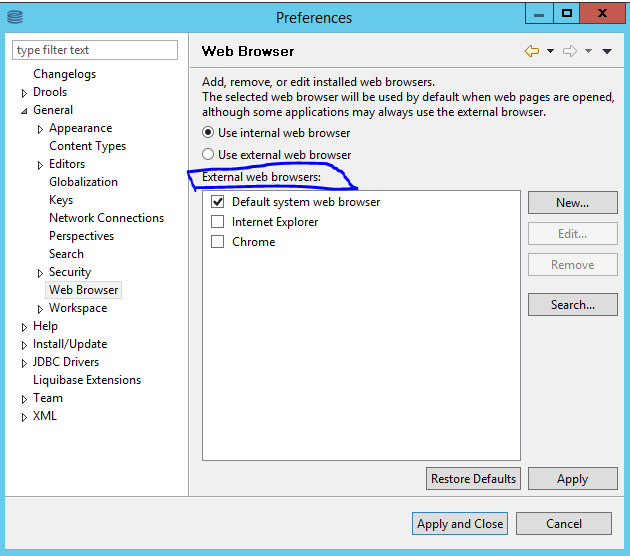 Preferences
type filter text
Changelogs
Drools
General
Appearance
Content Types
Editors
Globalization
Keys
Network Connections
Perspectives
Search
Security
Web Browser
Workspace
Help
Install/Update
JDBC Drivers
Liquibase Extensions
Team
XML
Web Browser
Add, remove, or edit installed web browsers.
The selected web browser will be used by default when web pages are opened,
although some applications may always use the external browser.
Use internal web browser
Use external web browser
External web browsers:
Default system web browser
Internet Explorer
Chrome
New...
Edit...
Remove
Search...
Restore Defaults
Apply
Apply and Close
Cancel